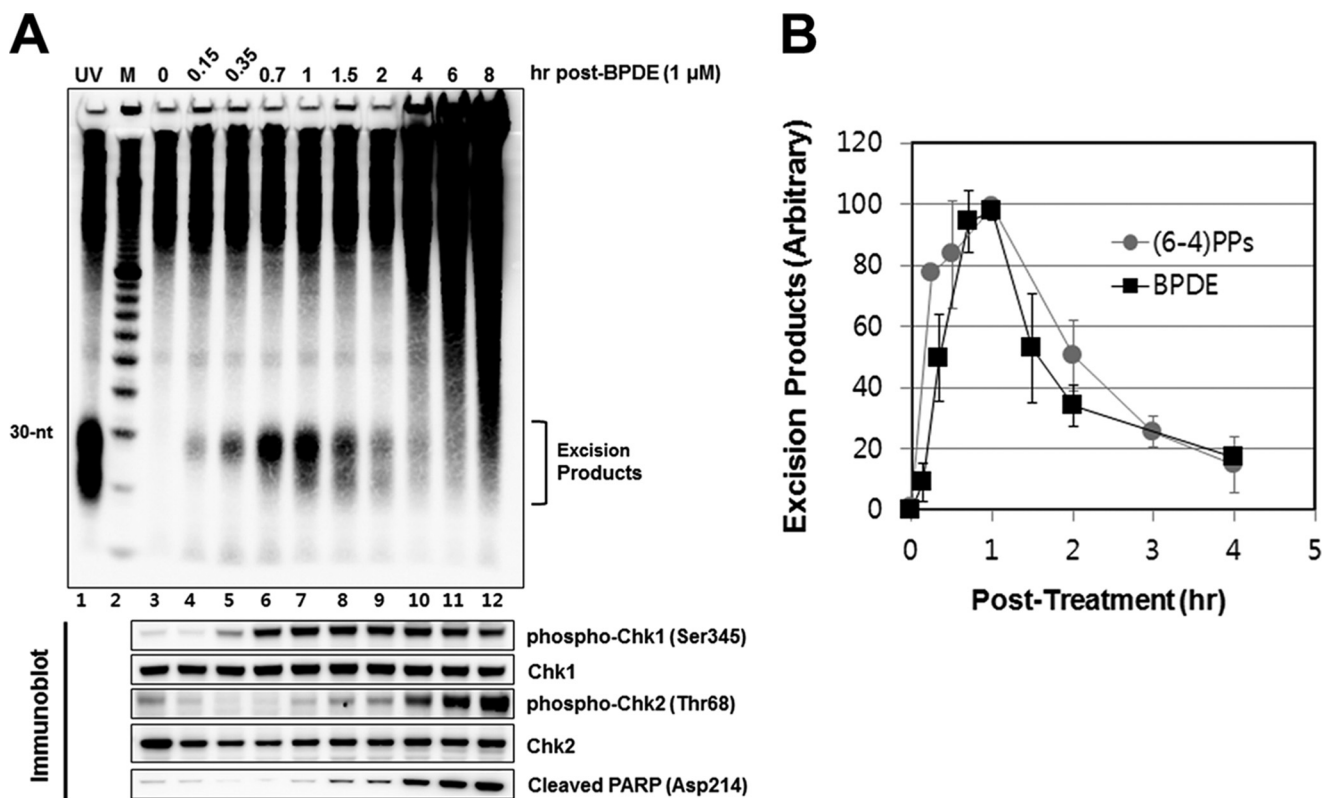 A
UV M 0 0.15 0.35 0.7 1 1.5 2 4 6 8 hr post-BPDE (1 μM)
30-nt
Excision
Products
1 2 3 4 5 6 7 8 9 10 11 12
Immunoblot
phospho-Chk1 (Ser345)
Chk1
phospho-Chk2 (Thr68)
Chk2
Cleaved PARP (Asp214)
B
Excision Products (Arbitrary)
120
100
80
60
40
20
0
(6-4)PPs
BPDE
0 1 2 3 4 5
Post-Treatment (hr)